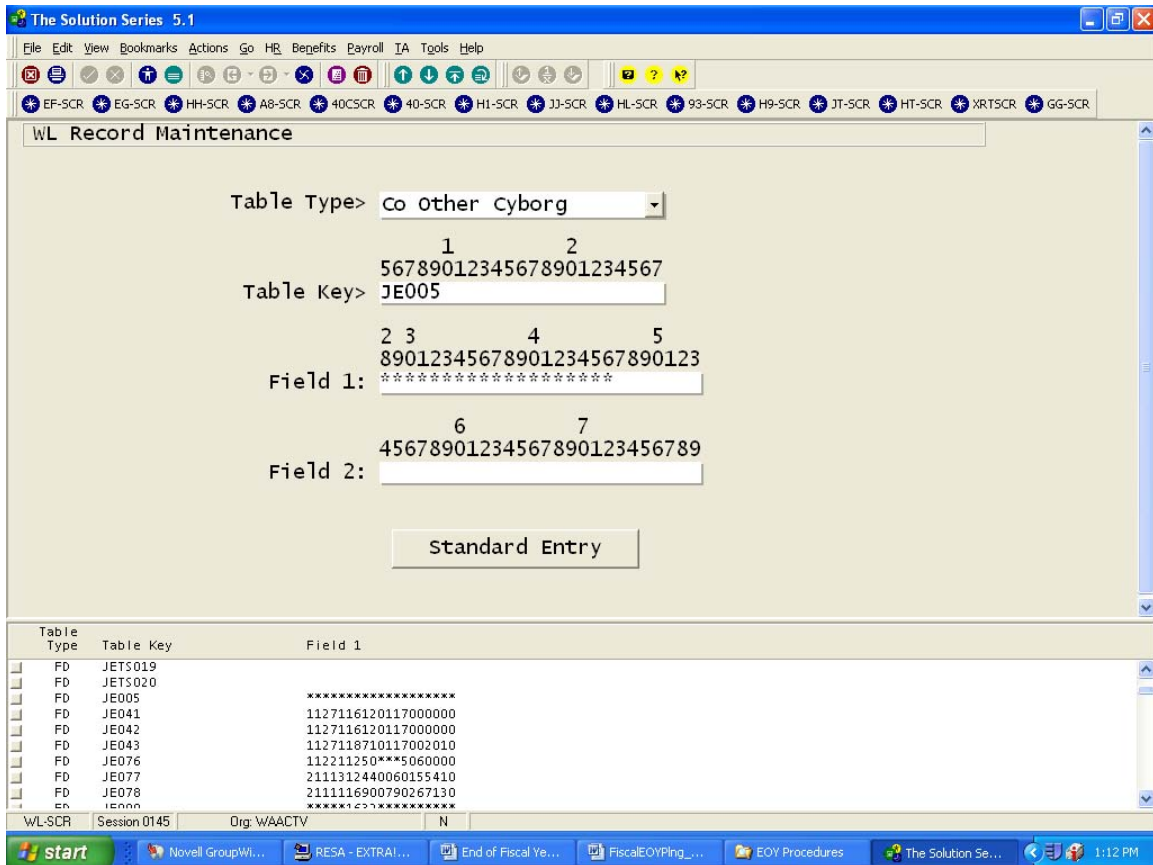 The Solution Series 5.1
File Edit View Bookmarks Actions Go HR Benefits Payroll TA Tools Help
EF-SCR EG-SCR HH-SCR A8-SCR 40CSCR 40-SCR H1-SCR JJ-SCR HL-SCR 93-SCR H9-SCR JT-SCR HT-SCR XRTSCR GG-SCR
WL Record Maintenance
Table Type> Co Other Cyborg
1 2
56789012345678901234567
Table Key> JE005
2 3 4 5
89012345678901234567890123
Field 1: *******************
6 7
45678901234567890123456789
Field 2:
Standard Entry
Table
Type Table Key Field 1
FD JETS019
FD JETS020
FD JE005 *******************
FD JE041 1127116120117000000
FD JE042 1127116120117000000
FD JE043 1127118710117002010
FD JE076 112211250***5060000
FD JE077 2111312440060155410
FD JE078 2111116900790267130
WL-SCR Session 0145 Org: WAACTV N
start Novell GroupWi... RESA - EXTRA!... End of Fiscal Ye... FiscalEOYPlng_... EOY Procedures The Solution Se... 1:12 PM